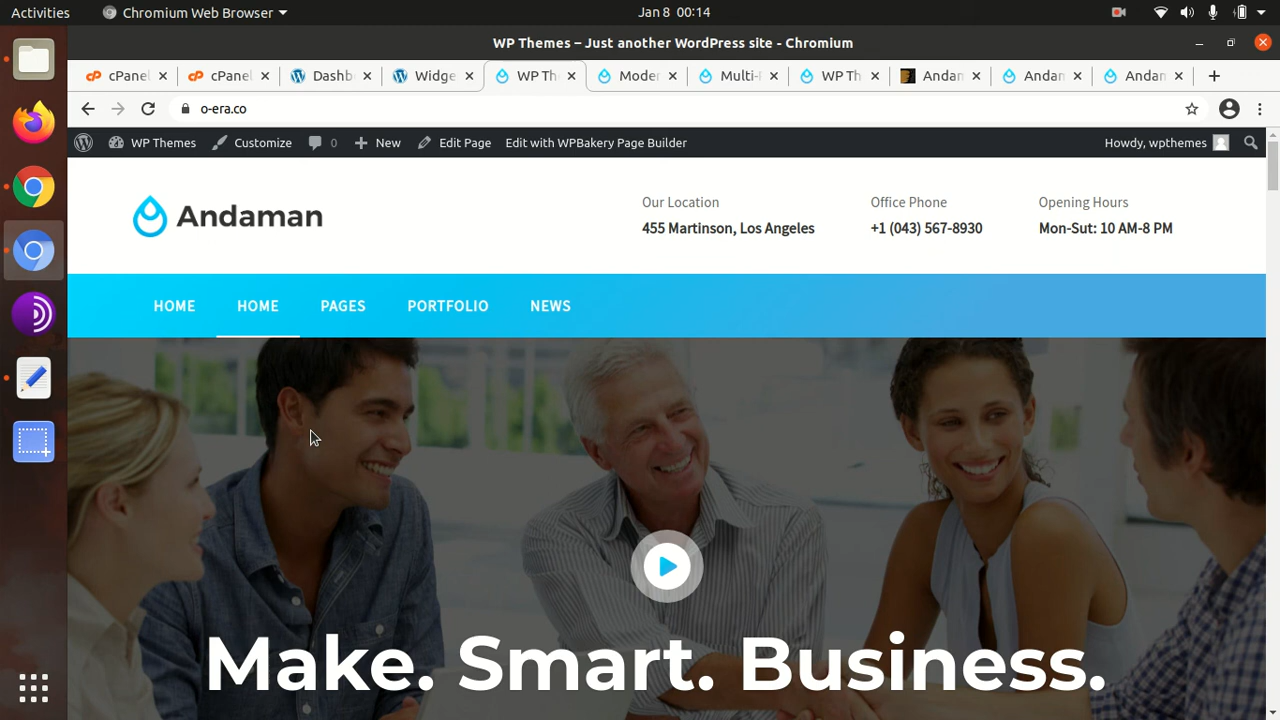 Activities Chromium Web Browser Jan 8 00:14
WP Themes – Just another WordPress site - Chromium
cPanel cPanel Dashb Widge WP Th Moder Multi- WP Th Andam Andan Andan
o-era.co
WP Themes Customize 0 New Edit Page Edit with WPBakery Page Builder Howdy, wpthemes
Andaman
Our Location Office Phone Opening Hours
455 Martinson, Los Angeles +1 (043) 567-8930 Mon-Sut: 10 AM-8 PM
HOME HOME PAGES PORTFOLIO NEWS
Make. Smart. Business.